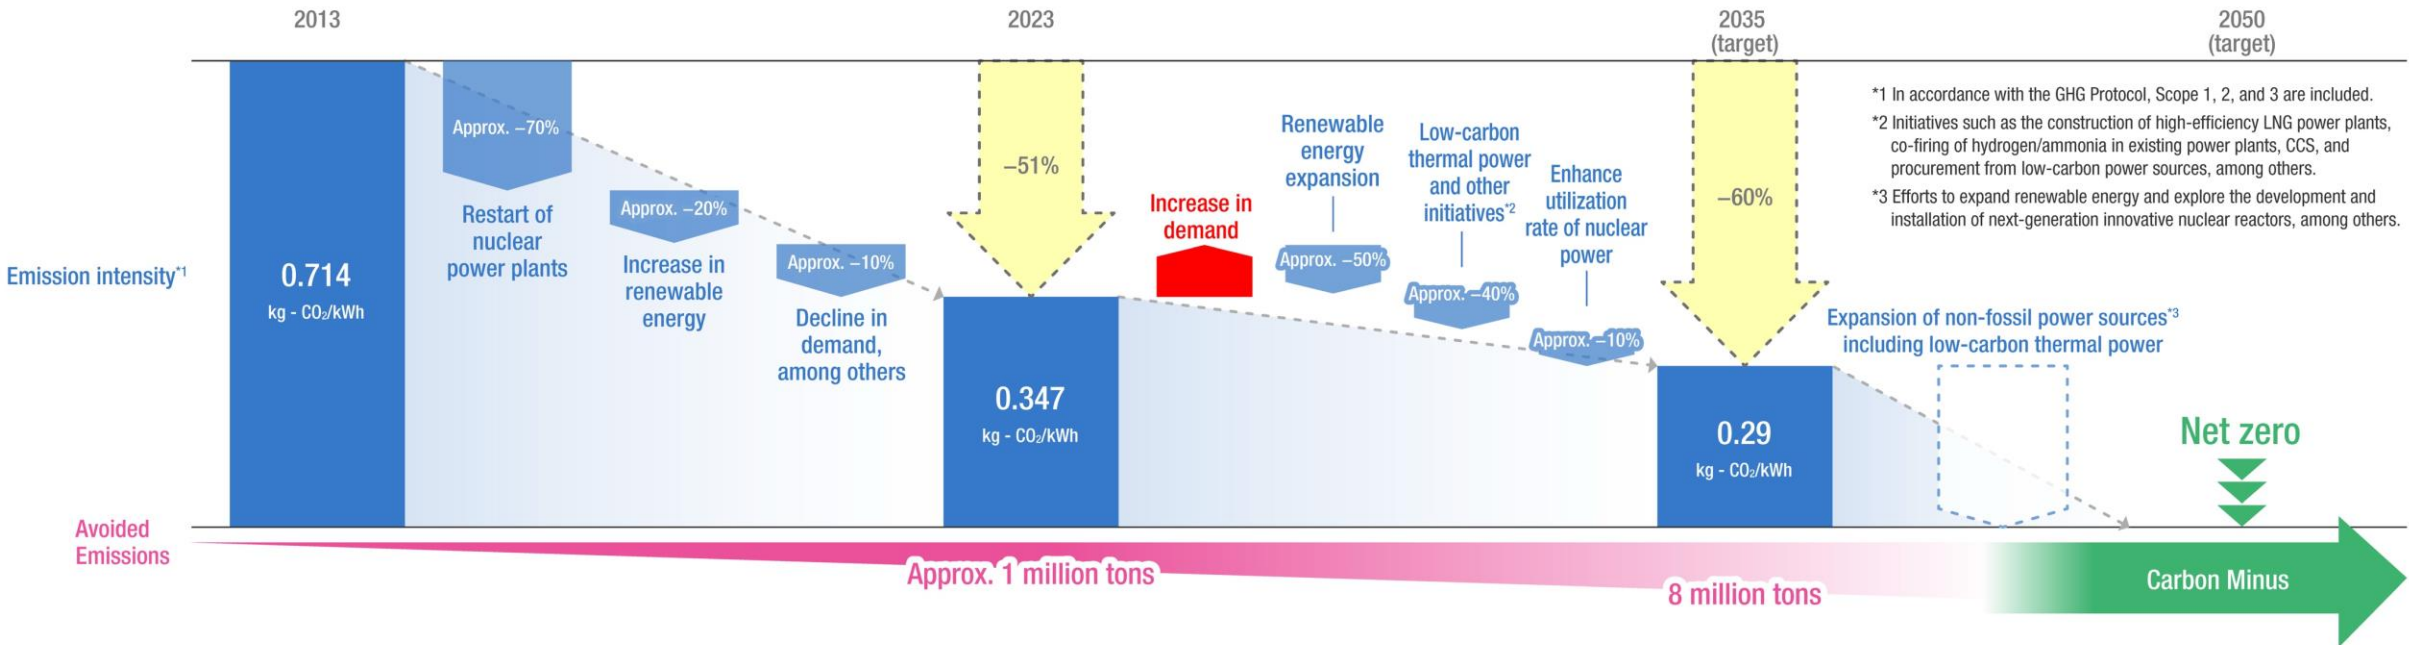 2013
2023
2035
(target)
2050
(target)
Emission intensity*1
0.714
kg - CO₂/kWh
Approx. –70%
Restart of
nuclear
power plants
Approx. –20%
Increase in
renewable
energy
Approx. –10%
Decline in
demand,
among others
–51%
0.347
kg - CO₂/kWh
Increase in
demand
Renewable
energy
expansion
Approx. –50%
Low-carbon
thermal power
and other
initiatives*2
Approx. –40%
Enhance
utilization
rate of nuclear
power
Approx. –10%
–60%
0.29
kg - CO₂/kWh
*1 In accordance with the GHG Protocol, Scope 1, 2, and 3 are included.
*2 Initiatives such as the construction of high-efficiency LNG power plants,
co-firing of hydrogen/ammonia in existing power plants, CCS, and
procurement from low-carbon power sources, among others.
*3 Efforts to expand renewable energy and explore the development and
installation of next-generation innovative nuclear reactors, among others.
Expansion of non-fossil power sources*3
including low-carbon thermal power
Net zero
Avoided
Emissions
Approx. 1 million tons
8 million tons
Carbon Minus